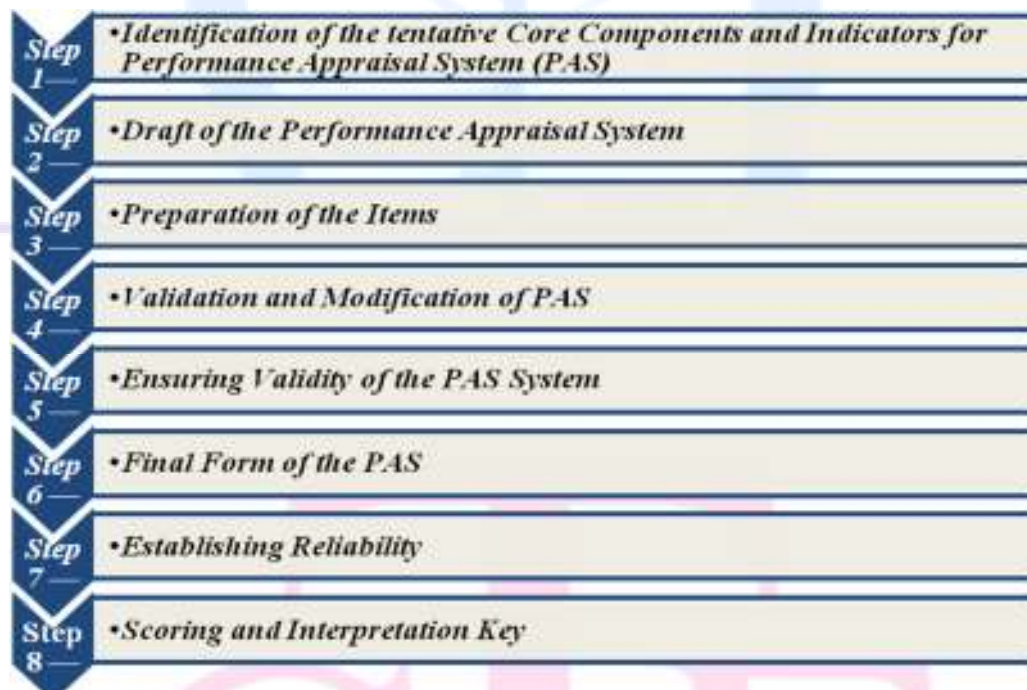 Step
1—
•Identification of the tentative Core Components and Indicators for
Performance Appraisal System (PAS)
Step
2—
•Draft of the Performance Appraisal System
Step
3—
•Preparation of the Items
Step
4—
•Validation and Modification of PAS
Step
5—
•Ensuring Validity of the PAS System
Step
6—
•Final Form of the PAS
Step
7—
•Establishing Reliability
Step
8—
•Scoring and Interpretation Key